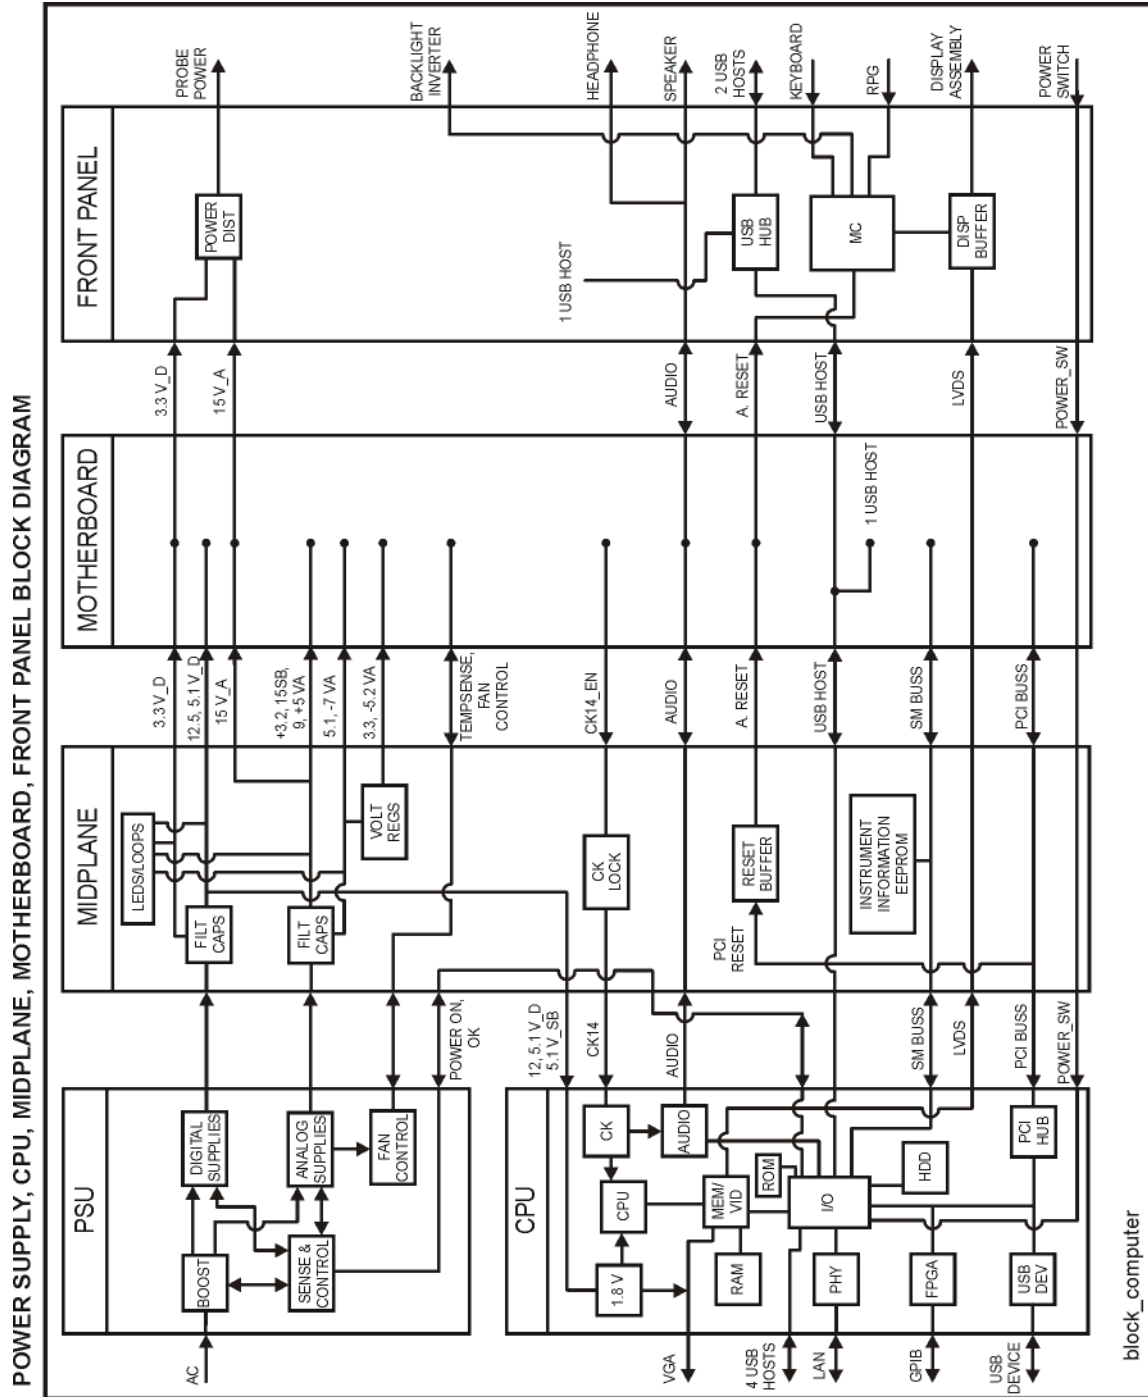 POWER SUPPLY, CPU, MIDPLANE, MOTHERBOARD, FRONT PANEL BLOCK DIAGRAM
PSU
AC
BOOST
SENSE &
CONTROL
DIGITAL
SUPPLIES
ANALOG
SUPPLIES
FAN
CONTROL
POWER ON,
OK
MIDPLANE
LEDS/LOOPS
FILT
CAPS
FILT
CAPS
VOLT
REGS
CK
LOCK
RESET
BUFFER
PCI
RESET
INSTRUMENT
INFORMATION
EEPROM
3.3 V_D
12.5, 5.1 V_D
15 V_A
+3.2, 15SB,
9, +5 VA
5.1, -7 VA
3.3, -5.2 VA
TEMPSENSE,
FAN
CONTROL
CK14_EN
AUDIO
A. RESET
USB HOST
SM BUSS
PCI BUSS
MOTHERBOARD
1 USB HOST
3.3 V_D
15 V_A
AUDIO
A. RESET
USB HOST
LVDS
POWER_SW
FRONT PANEL
POWER
DIST
1 USB HOST
USB
HUB
MC
DISP
BUFFER
PROBE
POWER
BACKLIGHT
INVERTER
HEADPHONE
SPEAKER
2 USB
HOSTS
KEYBOARD
RPG
DISPLAY
ASSEMBLY
POWER
SWITCH
CPU
12, 5.1 V_D
5.1 V_SB
CK14
AUDIO
SM BUSS
LVDS
PCI BUSS
POWER_SW
CK
AUDIO
CPU
1.8 V
MEM/
VID
RAM
ROM
I/O
PHY
HDD
FPGA
PCI
HUB
USB
DEV
VGA
4 USB
HOSTS
LAN
GPIB
USB
DEVICE
block_computer